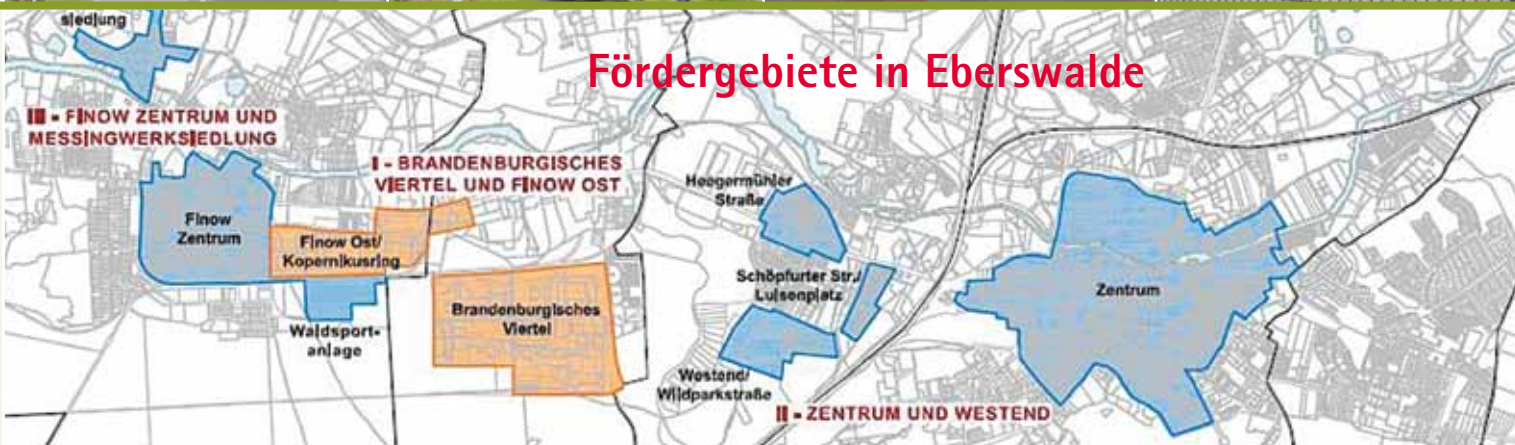 Fördergebiete in Eberswalde
siedlung
III - FINOW ZENTRUM UND
MESSINGWERKSIEDLUNG
I - BRANDENBURGISCHES
VIERTEL UND FINOW OST
Finow
Zentrum
Finow Ost/
Kopernikusring
Waldsport-
anlage
Brandenburgisches
Viertel
Heegermühler
Straße
Schöpfurter Str./
Luisenplatz
Westend/
Wildparkstraße
Zentrum
II - ZENTRUM UND WESTEND